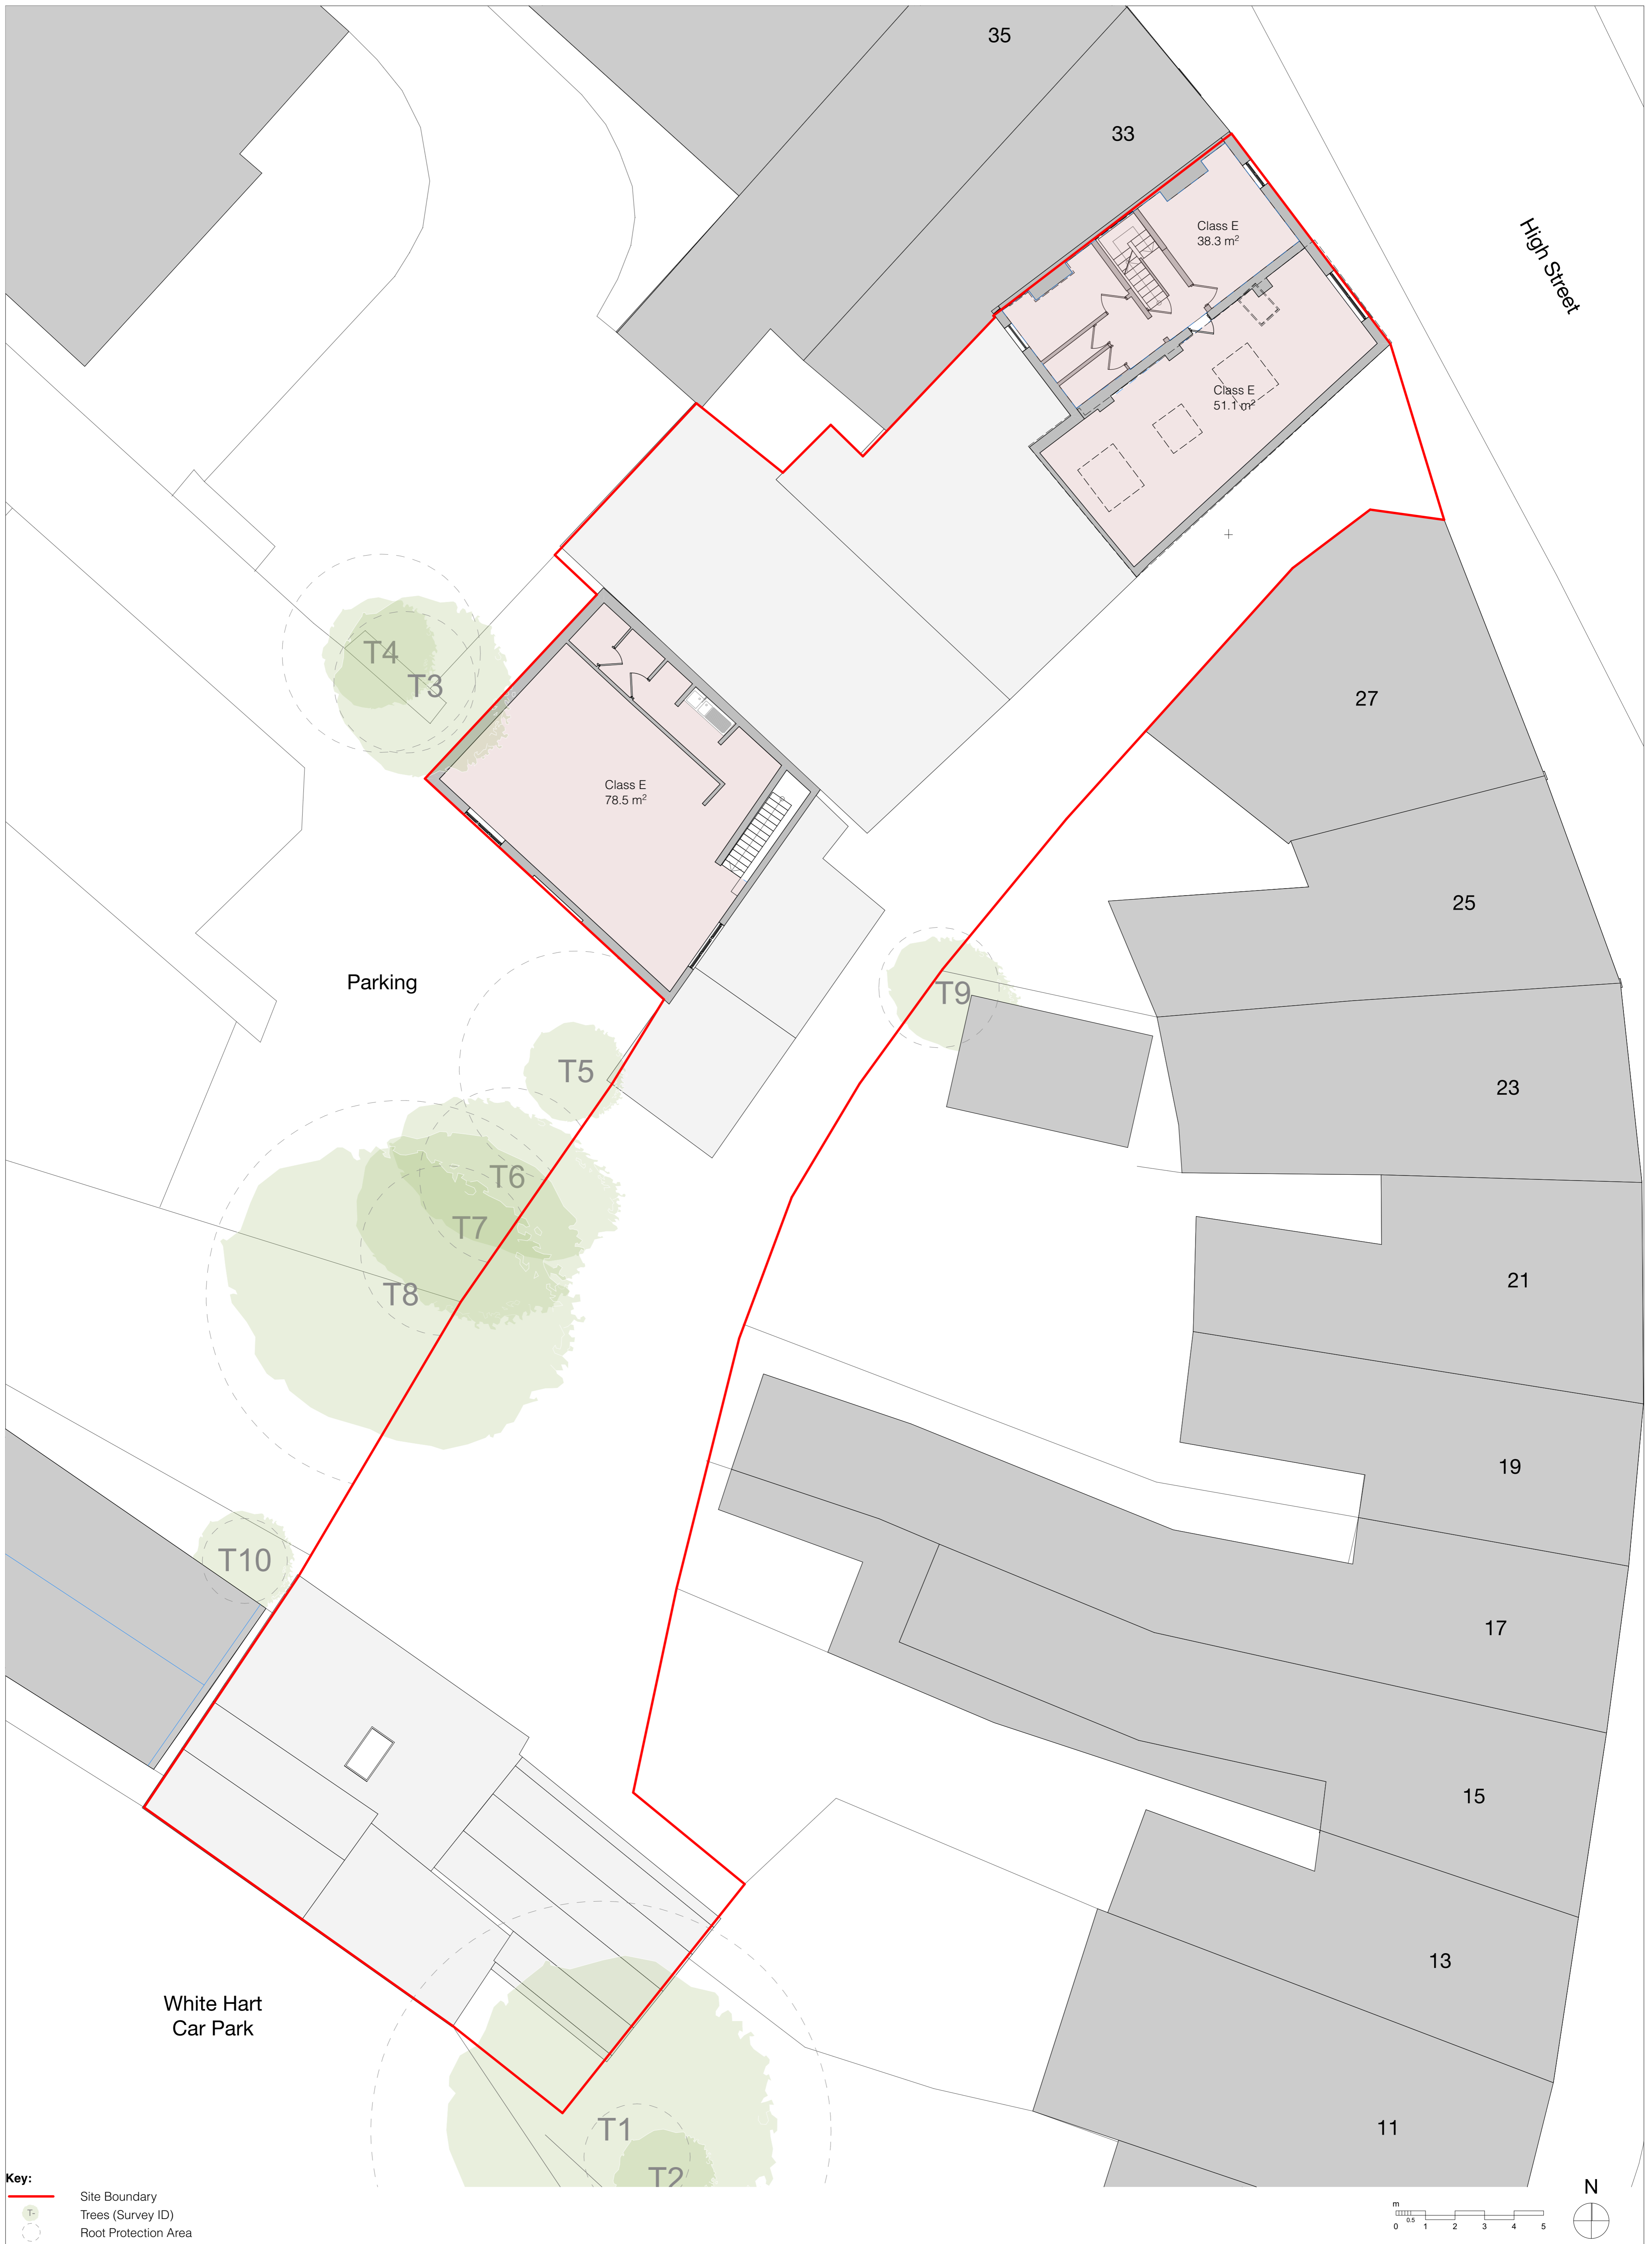 35
33
Class E
38.3 m²
High Street
Class E
51.1 m²
T4
T3
27
Class E
78.5 m²
25
Parking
T9
T5
23
T6
T7
21
T8
19
T10
17
15
13
White Hart
Car Park
T1
11
T2
Key:
Site Boundary
T-
Trees (Survey ID)
Root Protection Area
N
m
0 0.5 1 2 3 4 5